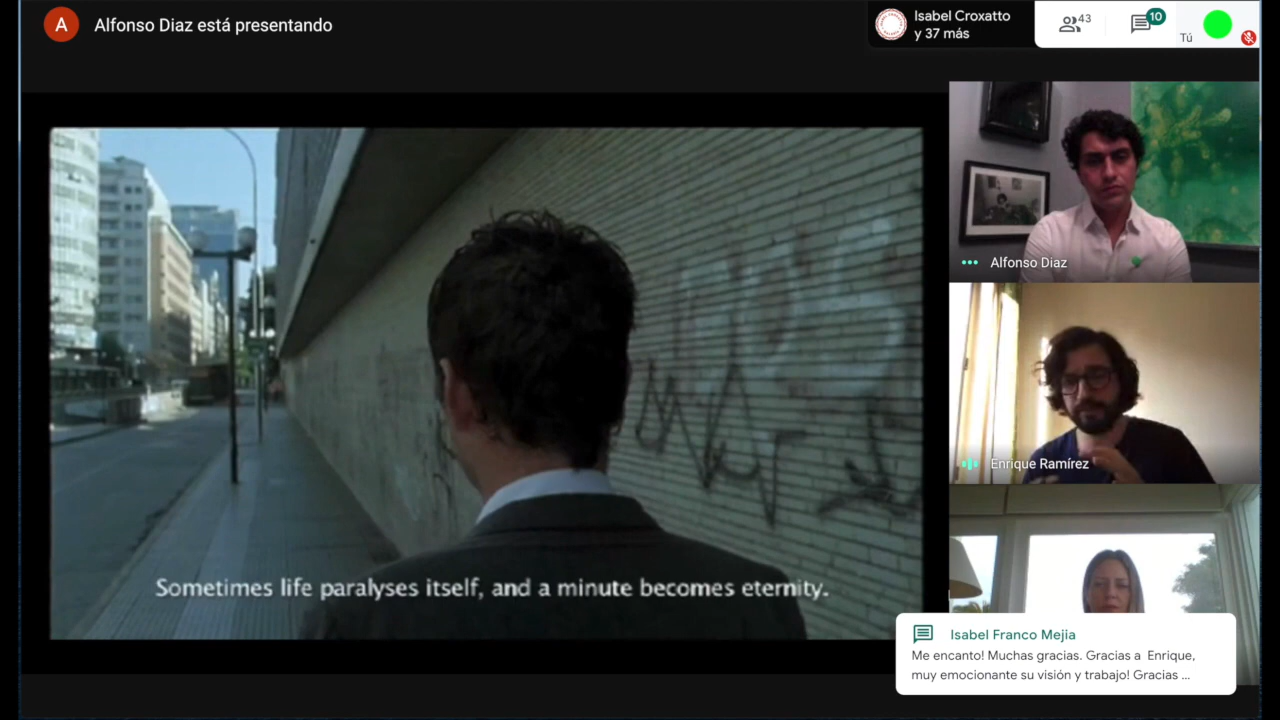 A
Alfonso Diaz está presentando
Isabel Croxatto
y 37 más
43
10
Tú
Alfonso Diaz
Enrique Ramírez
Sometimes life paralyses itself, and a minute becomes eternity.
Isabel Franco Mejia
Me encanto! Muchas gracias. Gracias a Enrique,
muy emocionante su visión y trabajo! Gracias ...